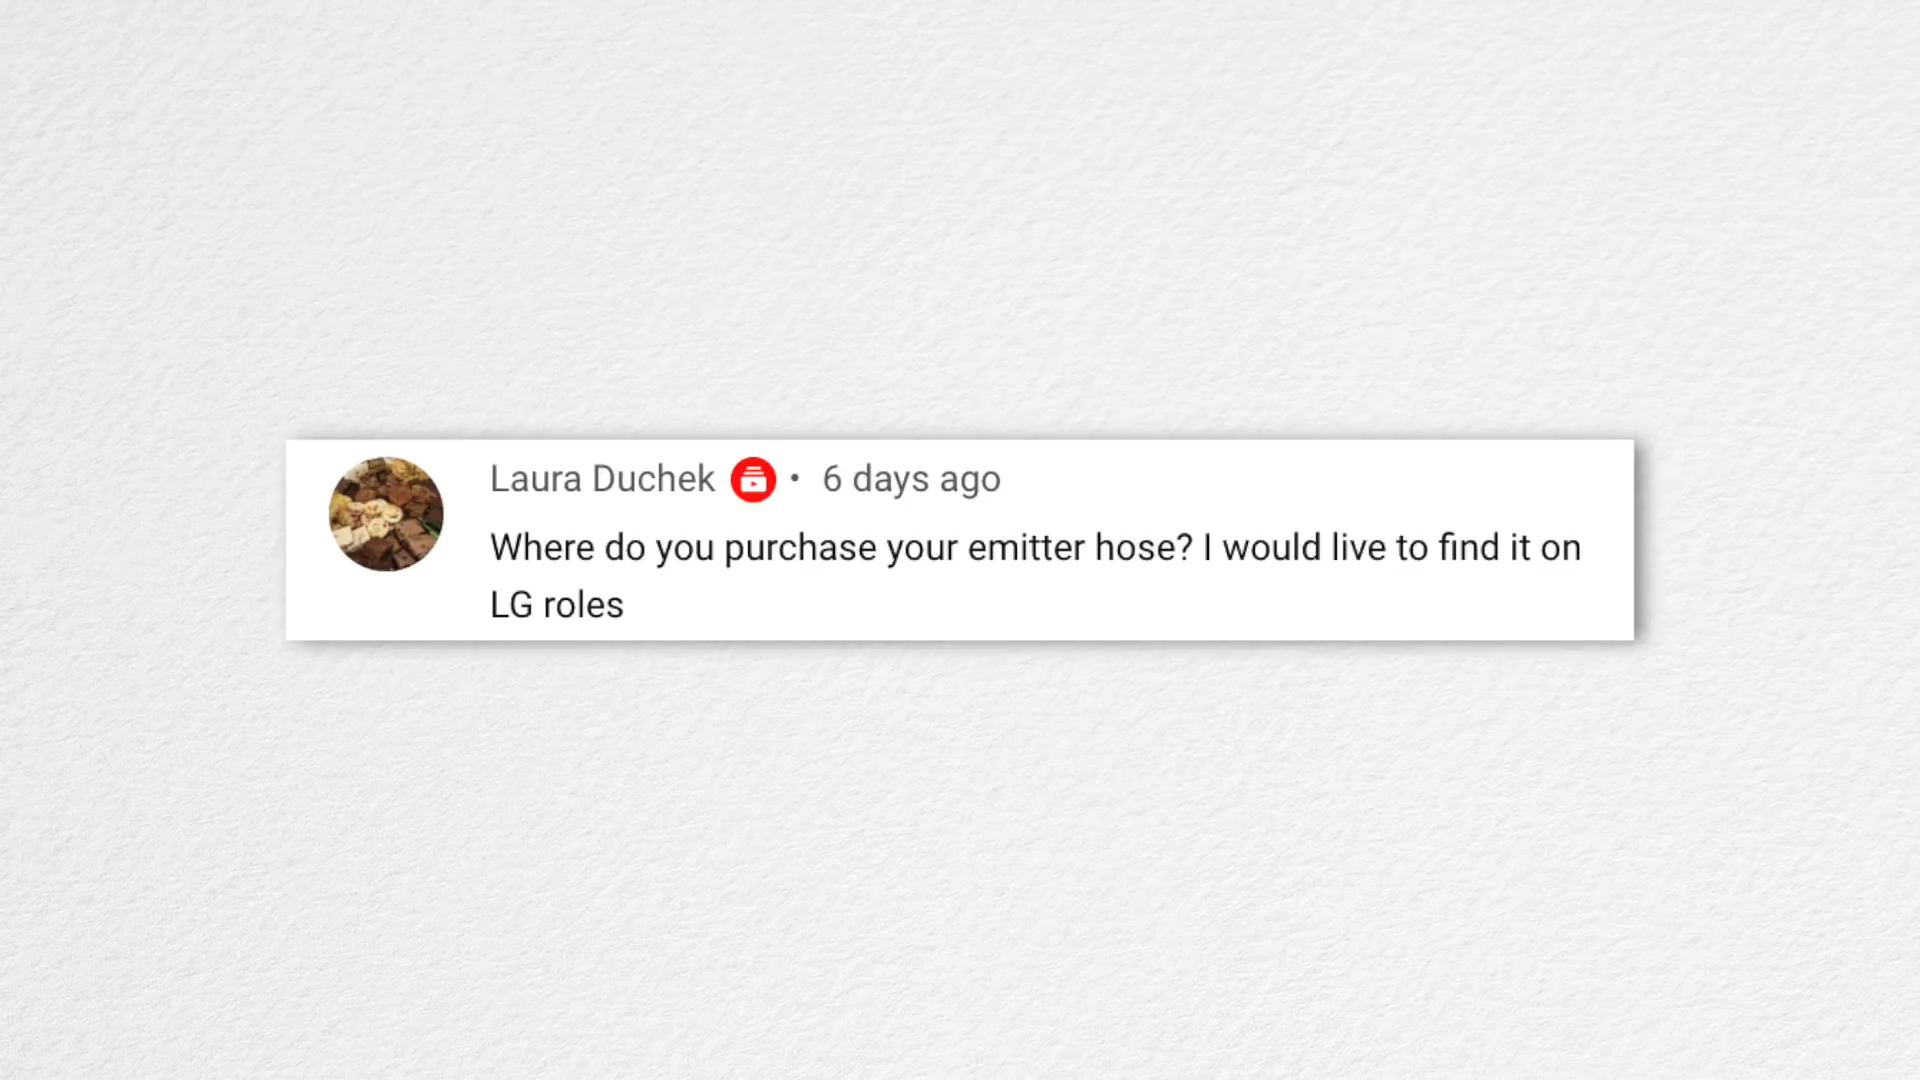 Laura Duchek • 6 days ago
Where do you purchase your emitter hose? I would live to find it on
LG roles